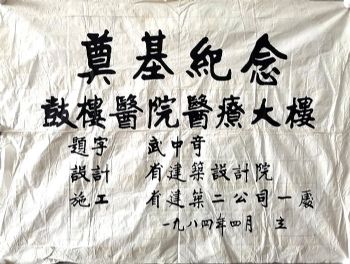 奠基紀念
鼓樓醫院醫療大樓
題字 武中奇
設計 省建築設計院
施工 省建築二公司一處
一九八四年四月 立